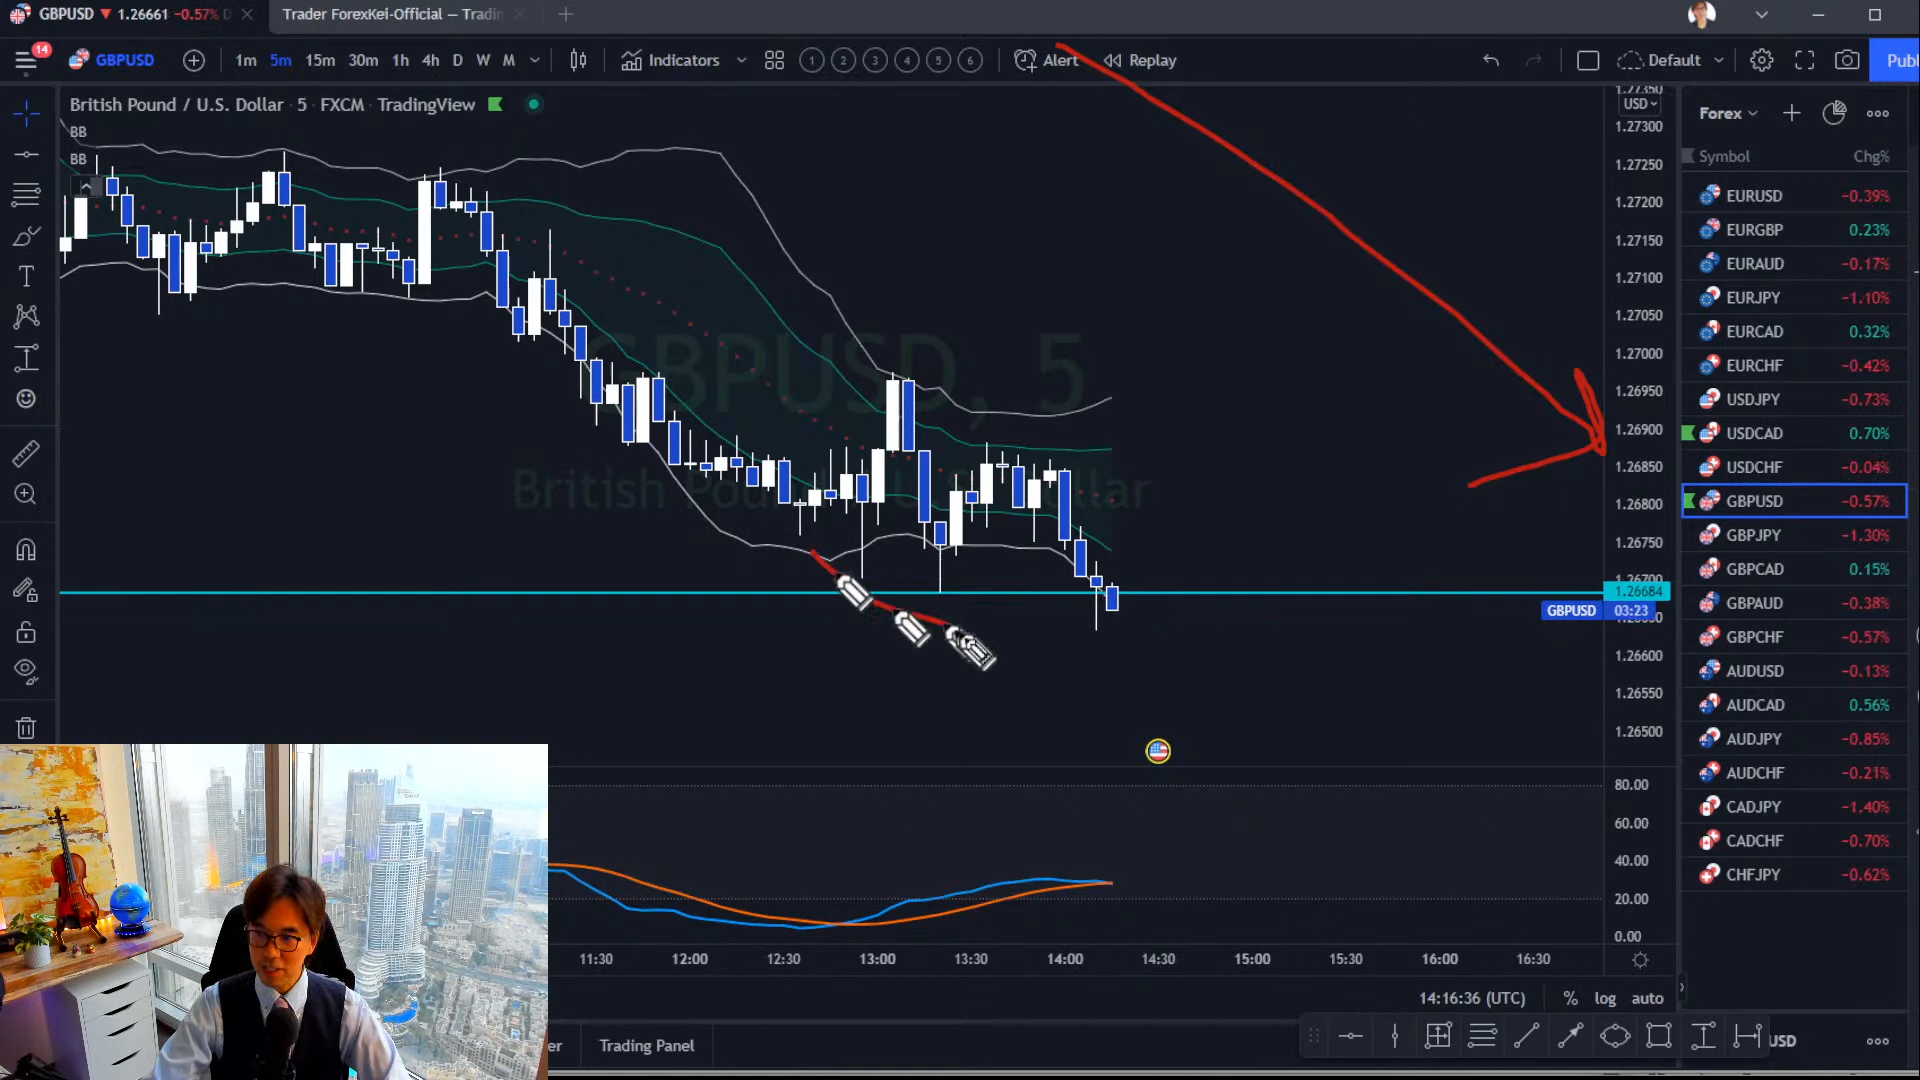 GBPUSD ▼ 1.26661 −0.57% D
Trader ForexKei-Official — Tradin
14
GBPUSD
1m 5m 15m 30m 1h 4h D W M
Indicators
1 2 3 4 5 6
Alert
Replay
Default
Publ
British Pound / U.S. Dollar · 5 · FXCM · TradingView
BB
BB
GBPUSD, 5
British Pound / U.S. Dollar
1.27350
USD
1.27300
1.27250
1.27200
1.27150
1.27100
1.27050
1.27000
1.26950
1.26900
1.26850
1.26800
1.26750
1.26700
1.26684
GBPUSD 03:23
1.26600
1.26550
1.26500
80.00
60.00
40.00
20.00
0.00
11:30 12:00 12:30 13:00 13:30 14:00 14:30 15:00 15:30 16:00 16:30
14:16:36 (UTC) % log auto
er
Trading Panel
Forex
Symbol Chg%
EURUSD −0.39%
EURGBP 0.23%
EURAUD −0.17%
EURJPY −1.10%
EURCAD 0.32%
EURCHF −0.42%
USDJPY −0.73%
USDCAD 0.70%
USDCHF −0.04%
GBPUSD −0.57%
GBPJPY −1.30%
GBPCAD 0.15%
GBPAUD −0.38%
GBPCHF −0.57%
AUDUSD −0.13%
AUDCAD 0.56%
AUDJPY −0.85%
AUDCHF −0.21%
CADJPY −1.40%
CADCHF −0.70%
CHFJPY −0.62%
USD